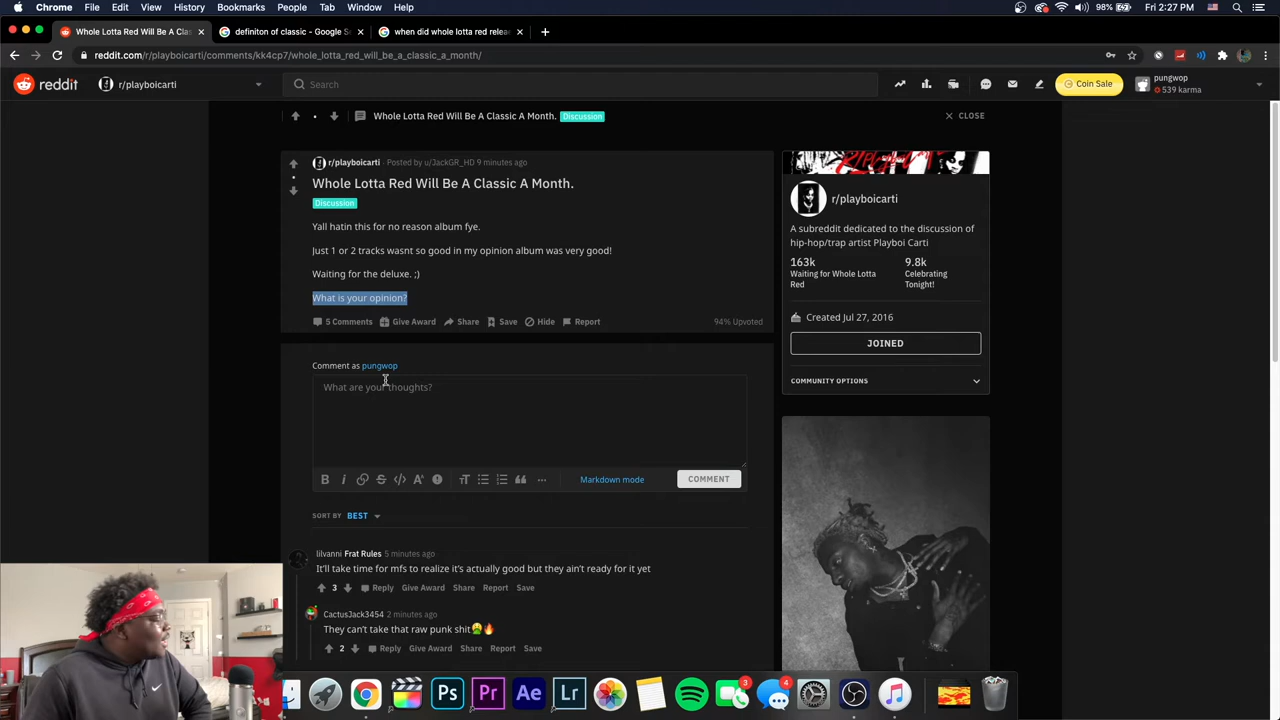 Chrome File Edit View History Bookmarks People Tab Window Help 98% Fri 2:27 PM
Whole Lotta Red Will Be A Clas × definiton of classic - Google S × when did whole lotta red relea × +
reddit.com/r/playboicarti/comments/kk4cp7/whole_lotta_red_will_be_a_classic_a_month/
reddit r/playboicarti Search Coin Sale pungwop
539 karma
Whole Lotta Red Will Be A Classic A Month. Discussion × CLOSE
r/playboicarti · Posted by u/JackGR_HD 9 minutes ago
Whole Lotta Red Will Be A Classic A Month.
Discussion
Yall hatin this for no reason album fye.
Just 1 or 2 tracks wasnt so good in my opinion album was very good!
Waiting for the deluxe. ;)
What is your opinion?
5 Comments Give Award Share Save Hide Report 94% Upvoted
Comment as pungwop
What are your thoughts?
B i Markdown mode COMMENT
SORT BY BEST
lilvanni Frat Rules 5 minutes ago
It'll take time for mfs to realize it's actually good but they ain't ready for it yet
3 Reply Give Award Share Report Save
CactusJack3454 2 minutes ago
They can't take that raw punk shit🤮🔥
2 Reply Give Award Share Report Save
r/playboicarti
A subreddit dedicated to the discussion of
hip-hop/trap artist Playboi Carti
163k 9.8k
Waiting for Whole Lotta Red
Celebrating Tonight!
Created Jul 27, 2016
JOINED
COMMUNITY OPTIONS
Ps Pr Ae Lr 3 4